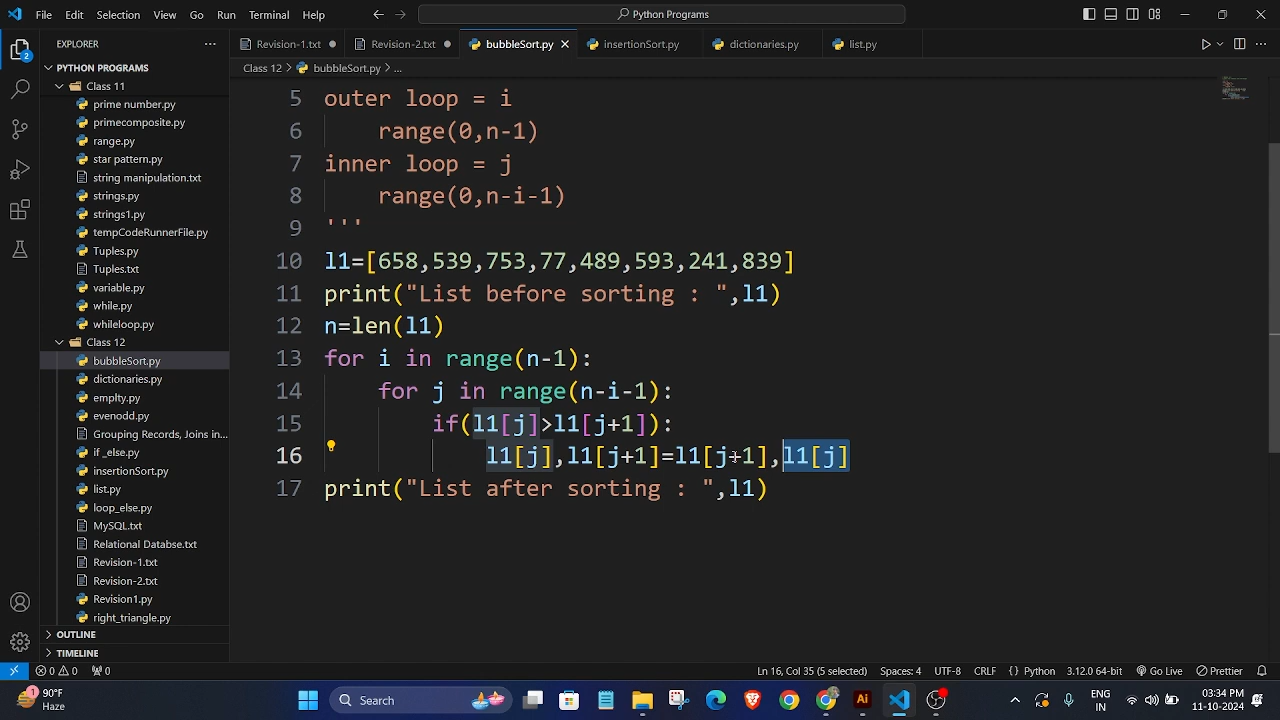 File Edit Selection View Go Run Terminal Help
Python Programs
EXPLORER
Revision-1.txt
Revision-2.txt
bubbleSort.py
insertionSort.py
dictionaries.py
list.py
PYTHON PROGRAMS
Class 12 > bubbleSort.py > ...
Class 11
prime number.py
primecomposite.py
range.py
star pattern.py
string manipulation.txt
strings.py
strings1.py
tempCodeRunnerFile.py
Tuples.py
Tuples.txt
variable.py
while.py
whileloop.py
Class 12
bubbleSort.py
dictionaries.py
emplty.py
evenodd.py
Grouping Records, Joins in...
if _else.py
insertionSort.py
list.py
loop_else.py
MySQL.txt
Relational Databse.txt
Revision-1.txt
Revision-2.txt
Revision1.py
right_triangle.py
OUTLINE
TIMELINE
2
5 outer loop = i
6 range(0,n-1)
7 inner loop = j
8 range(0,n-i-1)
9 '''
10 l1=[658,539,753,77,489,593,241,839]
11 print("List before sorting : ",l1)
12 n=len(l1)
13 for i in range(n-1):
14 for j in range(n-i-1):
15 if(l1[j]>l1[j+1]):
16 l1[j],l1[j+1]=l1[j+1],l1[j]
17 print("List after sorting : ",l1)
0 0 0
Ln 16, Col 35 (5 selected) Spaces: 4 UTF-8 CRLF {} Python 3.12.0 64-bit Go Live Prettier
1
90°F
Haze
Search
Ai
ENG
IN
03:34 PM
11-10-2024